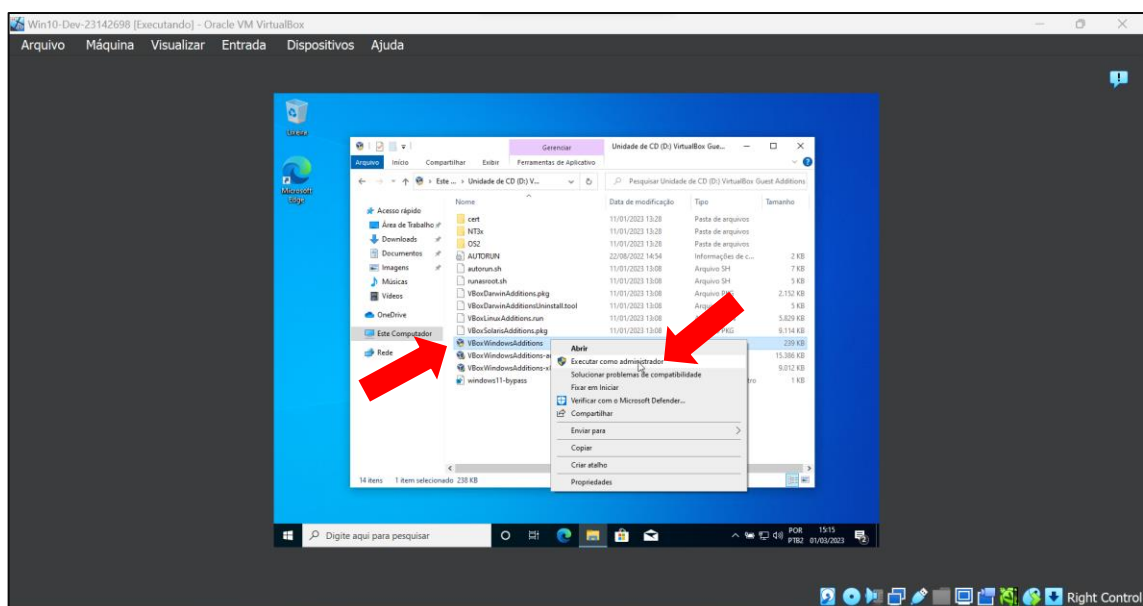 Win10-Dev-23142698 [Executando] - Oracle VM VirtualBox
Arquivo Máquina Visualizar Entrada Dispositivos Ajuda
Lixeira
Microsoft
Edge
Gerenciar Unidade de CD (D:) VirtualBox Gue...
Arquivo Início Compartilhar Exibir Ferramentas de Aplicativo
Este ... › Unidade de CD (D:) V... Pesquisar Unidade de CD (D:) VirtualBox Guest Additions
Nome Data de modificação Tipo Tamanho
Acesso rápido
Área de Trabalho
Downloads
Documentos
Imagens
Músicas
Vídeos
OneDrive
Este Computador
Rede
cert 11/01/2023 13:28 Pasta de arquivos
NT3x 11/01/2023 13:28 Pasta de arquivos
OS2 11/01/2023 13:28 Pasta de arquivos
AUTORUN 22/08/2022 14:54 Informações de c... 2 KB
autorun.sh 11/01/2023 13:08 Arquivo SH 7 KB
runasroot.sh 11/01/2023 13:08 Arquivo SH 5 KB
VBoxDarwinAdditions.pkg 11/01/2023 13:08 Arquivo PKG 2.152 KB
VBoxDarwinAdditionsUninstall.tool 11/01/2023 13:08 5 KB
VBoxLinuxAdditions.run 11/01/2023 13:08 5.829 KB
VBoxSolarisAdditions.pkg 11/01/2023 13:08 PKG 9.114 KB
VBoxWindowsAdditions 239 KB
VBoxWindowsAdditions-a 15.386 KB
VBoxWindowsAdditions-x 9.012 KB
windows11-bypass tro 1 KB
Abrir
Executar como administrador
Solucionar problemas de compatibilidade
Fixar em Iniciar
Verificar com o Microsoft Defender...
Compartilhar
Enviar para
Copiar
Criar atalho
Propriedades
14 itens 1 item selecionado 238 KB
Digite aqui para pesquisar POR 15:15
PTB2 01/03/2023
Right Control